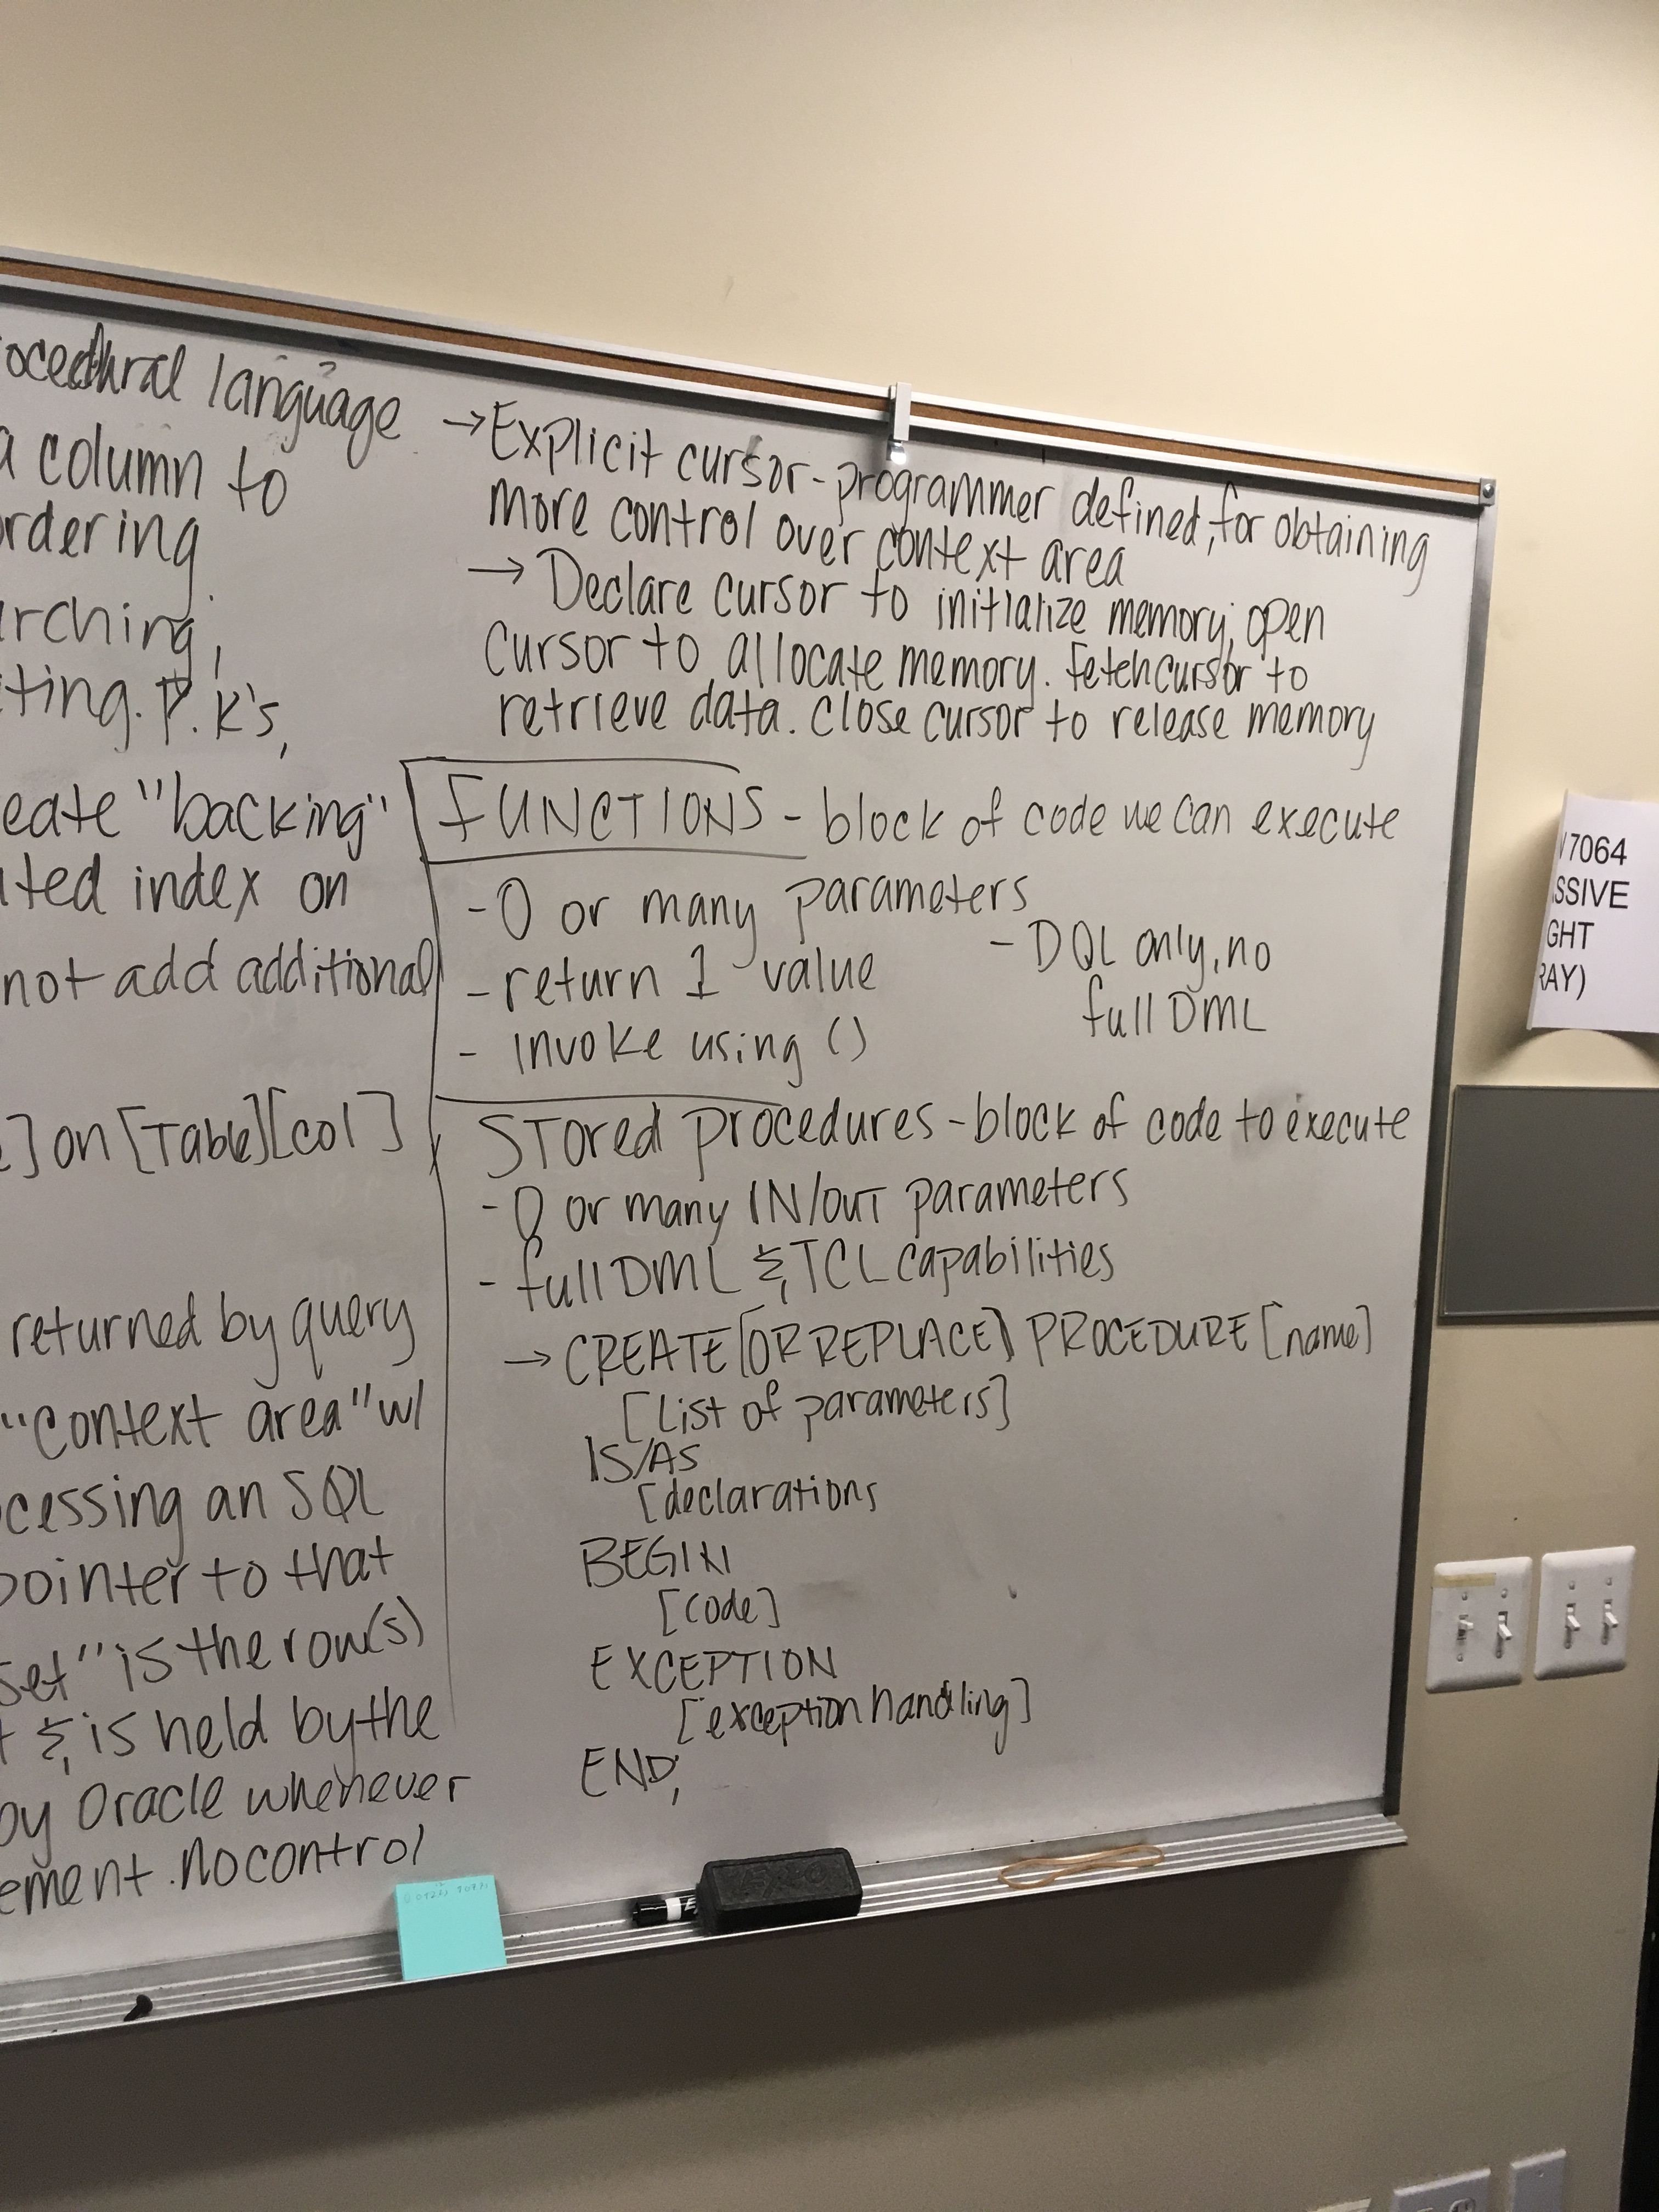 ocedural language
a column to
ordering
arching,
ting. P.K's,
eate "backing"
ated index on
not add additional
] on [Table][col]
returned by query
"context area" w/
cessing an SQL
pointer to that
set" is the row(s)
& is held by the
by Oracle whenever
ement. No control
→ Explicit cursor - programmer defined, for obtaining
more control over context area
→ Declare cursor to initialize memory, open
cursor to allocate memory. Fetch cursor to
retrieve data. Close cursor to release memory
FUNCTIONS - block of code we can execute
- 0 or many parameters
- return 1 value
- invoke using ()
- DQL only, no
full DML
Stored procedures - block of code to execute
- 0 or many IN/OUT parameters
- full DML & TCL capabilities
→ CREATE [OR REPLACE] PROCEDURE [name]
[List of parameters]
IS/AS
[declarations
BEGIN
[code]
EXCEPTION
[exception handling]
END;
7064
SSIVE
GHT
RAY)